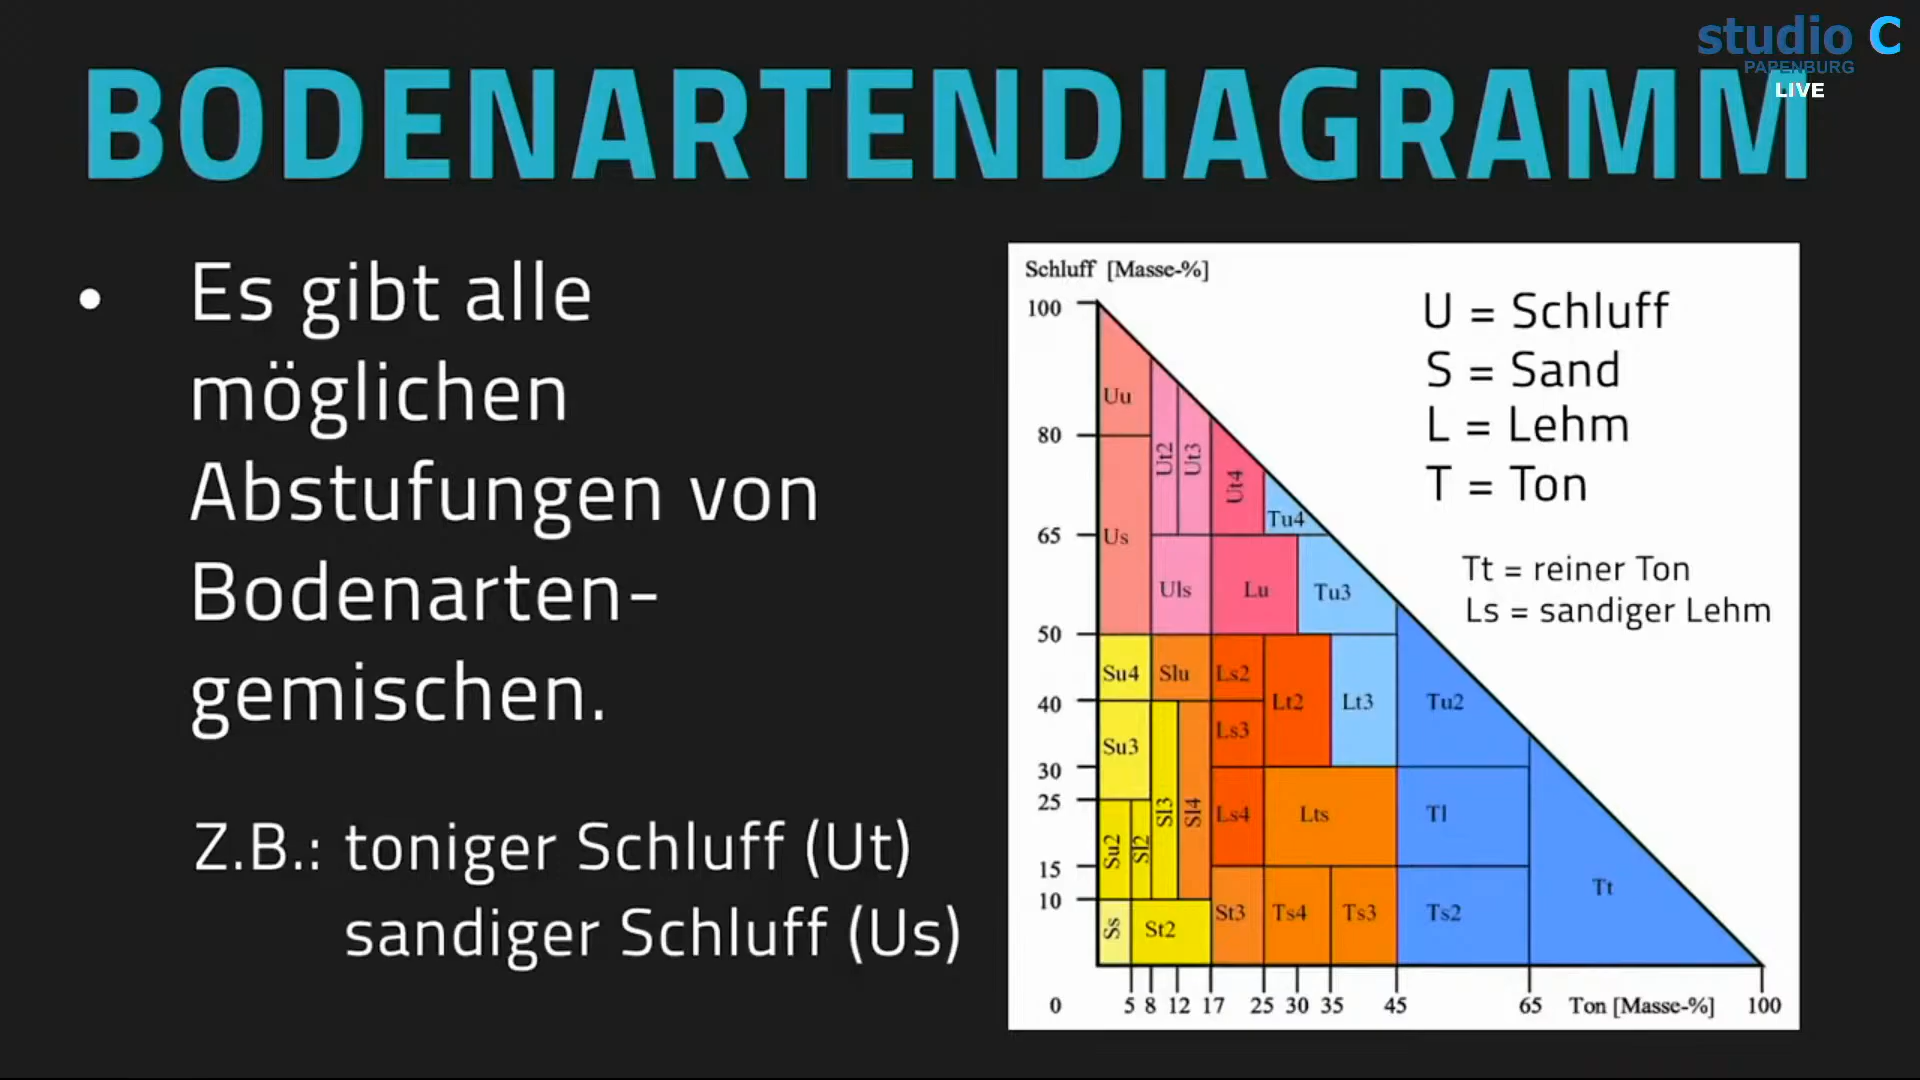 studio C
PAPENBURG
LIVE
BODENARTENDIAGRAMM
• Es gibt alle
möglichen
Abstufungen von
Bodenarten-
gemischen.
Z.B.: toniger Schluff (Ut)
sandiger Schluff (Us)
Schluff [Masse-%]
U = Schluff
S = Sand
L = Lehm
T = Ton
Tt = reiner Ton
Ls = sandiger Lehm
100
80
65
50
40
30
25
15
10
Uu
Ut2
Ut3
Ut4
Tu4
Us
Uls
Lu
Tu3
Su4
Slu
Ls2
Lt2
Lt3
Tu2
Su3
Ls3
Su2
Sl2
Sl3
Sl4
Ls4
Lts
Tl
Tt
Ss
St2
St3
Ts4
Ts3
Ts2
0 5 8 12 17 25 30 35 45 65 Ton [Masse-%] 100